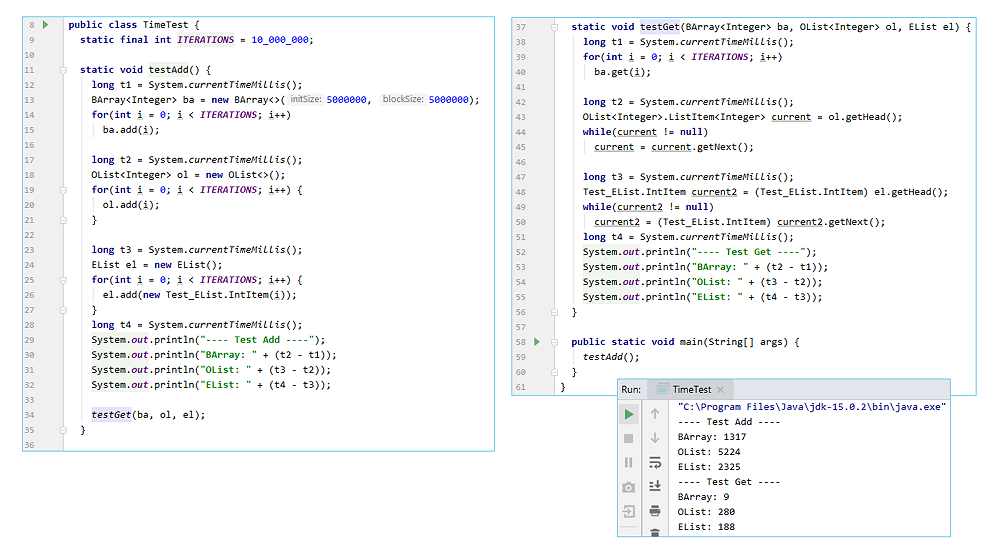 8 public class TimeTest {
9 static final int ITERATIONS = 10_000_000;
10
11 static void testAdd() {
12 long t1 = System.currentTimeMillis();
13 BArray<Integer> ba = new BArray<>( initSize: 5000000, blockSize: 5000000);
14 for(int i = 0; i < ITERATIONS; i++)
15 ba.add(i);
16
17 long t2 = System.currentTimeMillis();
18 OList<Integer> ol = new OList<>();
19 for(int i = 0; i < ITERATIONS; i++) {
20 ol.add(i);
21 }
22
23 long t3 = System.currentTimeMillis();
24 EList el = new EList();
25 for(int i = 0; i < ITERATIONS; i++) {
26 el.add(new Test_EList.IntItem(i));
27 }
28 long t4 = System.currentTimeMillis();
29 System.out.println("---- Test Add ----");
30 System.out.println("BArray: " + (t2 - t1));
31 System.out.println("OList: " + (t3 - t2));
32 System.out.println("EList: " + (t4 - t3));
33
34 testGet(ba, ol, el);
35 }
36
37 static void testGet(BArray<Integer> ba, OList<Integer> ol, EList el) {
38 long t1 = System.currentTimeMillis();
39 for(int i = 0; i < ITERATIONS; i++)
40 ba.get(i);
41
42 long t2 = System.currentTimeMillis();
43 OList<Integer>.ListItem<Integer> current = ol.getHead();
44 while(current != null)
45 current = current.getNext();
46
47 long t3 = System.currentTimeMillis();
48 Test_EList.IntItem current2 = (Test_EList.IntItem) el.getHead();
49 while(current2 != null)
50 current2 = (Test_EList.IntItem) current2.getNext();
51 long t4 = System.currentTimeMillis();
52 System.out.println("---- Test Get ----");
53 System.out.println("BArray: " + (t2 - t1));
54 System.out.println("OList: " + (t3 - t2));
55 System.out.println("EList: " + (t4 - t3));
56 }
57
58 public static void main(String[] args) {
59 testAdd();
60 }
61 }
Run: TimeTest ×
"C:\Program Files\Java\jdk-15.0.2\bin\java.exe"
---- Test Add ----
BArray: 1317
OList: 5224
EList: 2325
---- Test Get ----
BArray: 9
OList: 280
EList: 188